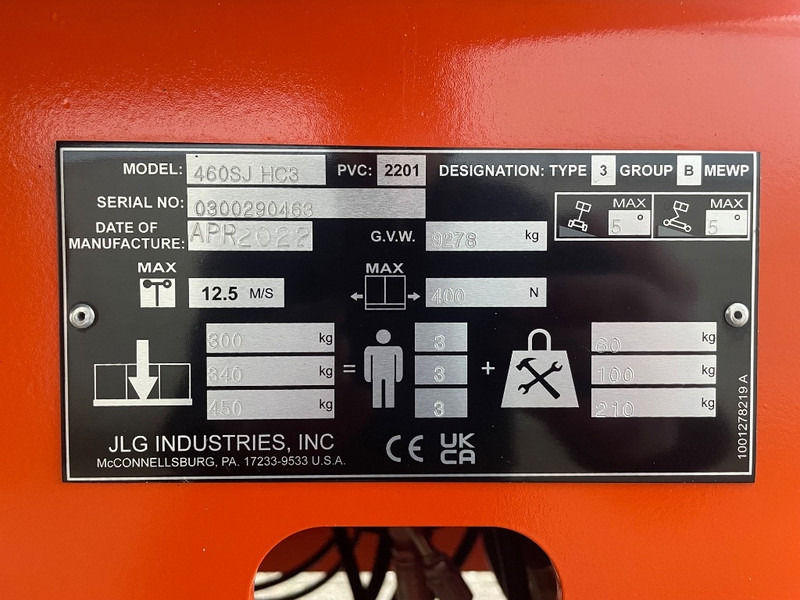 MODEL: 460SJ HC3 PVC: 2201 DESIGNATION: TYPE 3 GROUP B MEWP
SERIAL NO: 0300290463
MAX 5° MAX 5°
DATE OF MANUFACTURE: APR2022
G.V.W. 9278 kg
MAX
12.5 M/S
MAX
400 N
300 kg = 3 + 60 kg
340 kg 3 100 kg
450 kg 3 210 kg
JLG INDUSTRIES, INC
McCONNELLSBURG, PA. 17233-9533 U.S.A.
CE UK CA
1001278219 A